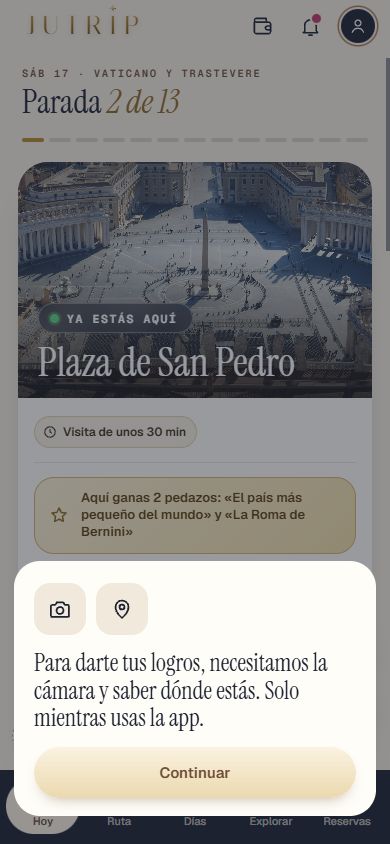 JUTRIP
SÁB 17 · VATICANO Y TRASTEVERE
Parada 2 de 13
YA ESTÁS AQUÍ
Plaza de San Pedro
Visita de unos 30 min
Aquí ganas 2 pedazos: «El país más
pequeño del mundo» y «La Roma de
Bernini»
Para darte tus logros, necesitamos la
cámara y saber dónde estás. Solo
mientras usas la app.
Continuar
Hoy
Ruta
Días
Explorar
Reservas